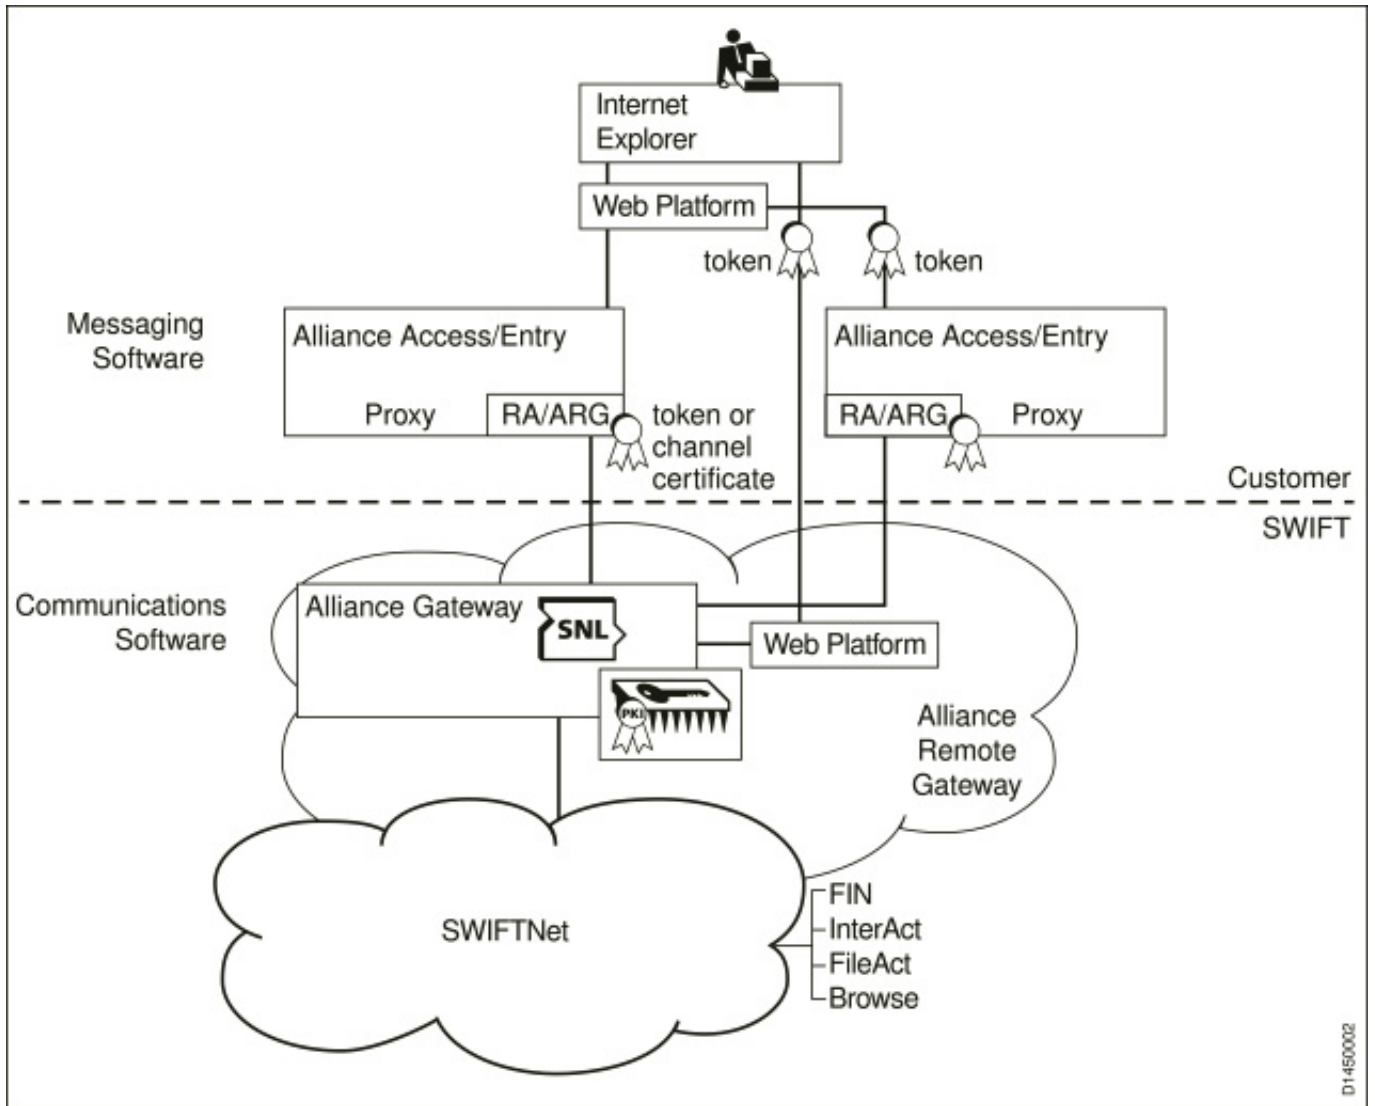 Internet
Explorer
Web Platform
token
token
Messaging
Software
Alliance Access/Entry
Proxy
RA/ARG
token or
channel
certificate
Alliance Access/Entry
RA/ARG
Proxy
Customer
SWIFT
Communications
Software
Alliance Gateway
SNL
Web Platform
PKI
Alliance
Remote
Gateway
SWIFTNet
FIN
InterAct
FileAct
Browse
D1450002